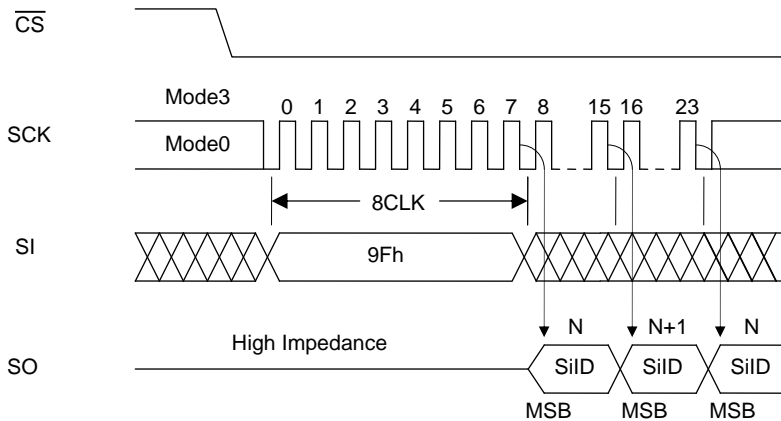 CS
Mode3
0 1 2 3 4 5 6 7 8 15 16 23
SCK
Mode0
8CLK
SI
9Fh
N N+1 N
High Impedance
SO
SiID SiID SiID
MSB MSB MSB